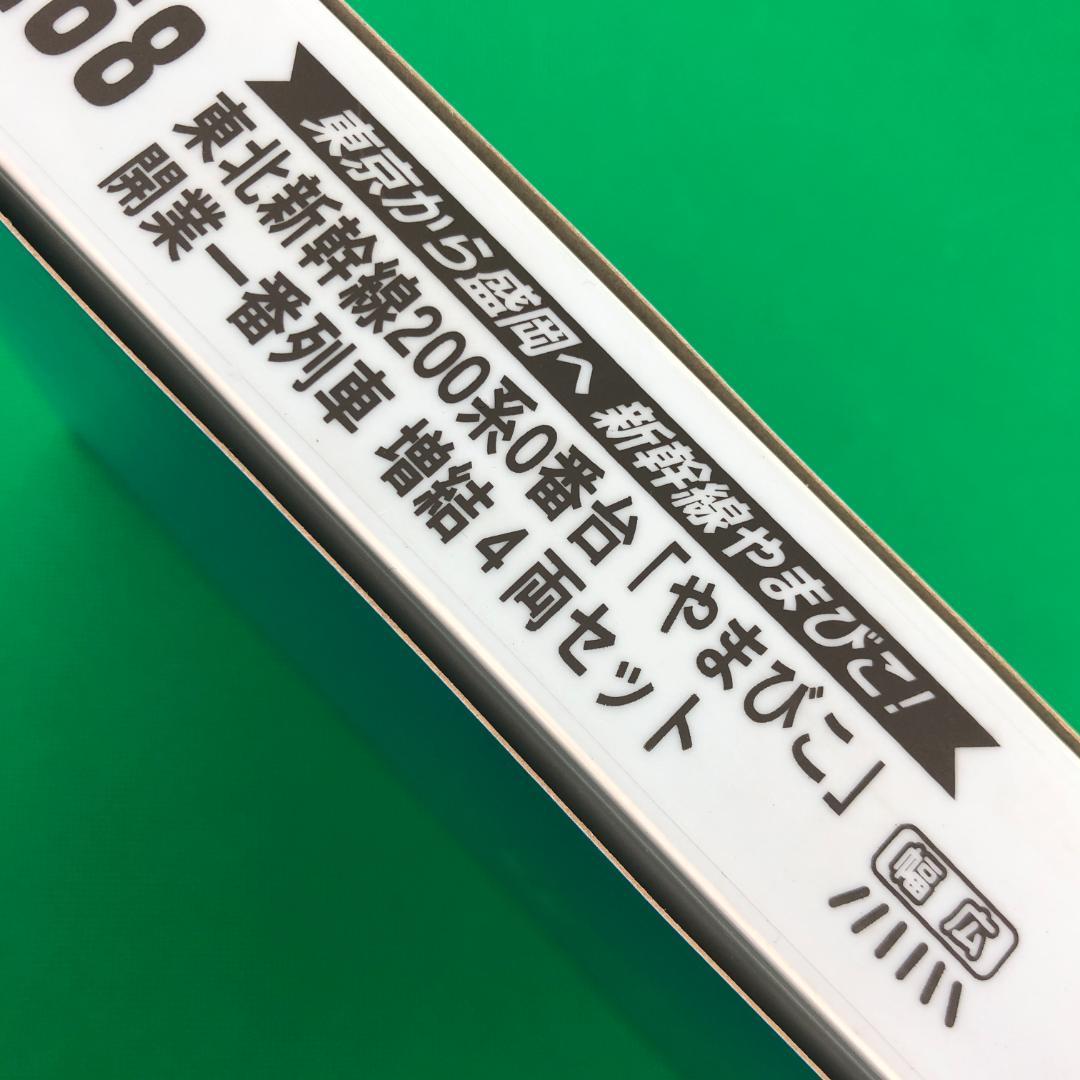 68
東京から盛岡へ 新幹線やまびこ!
東北新幹線200系0番台「やまびこ」
開業一番列車 増結4両セット
幅広